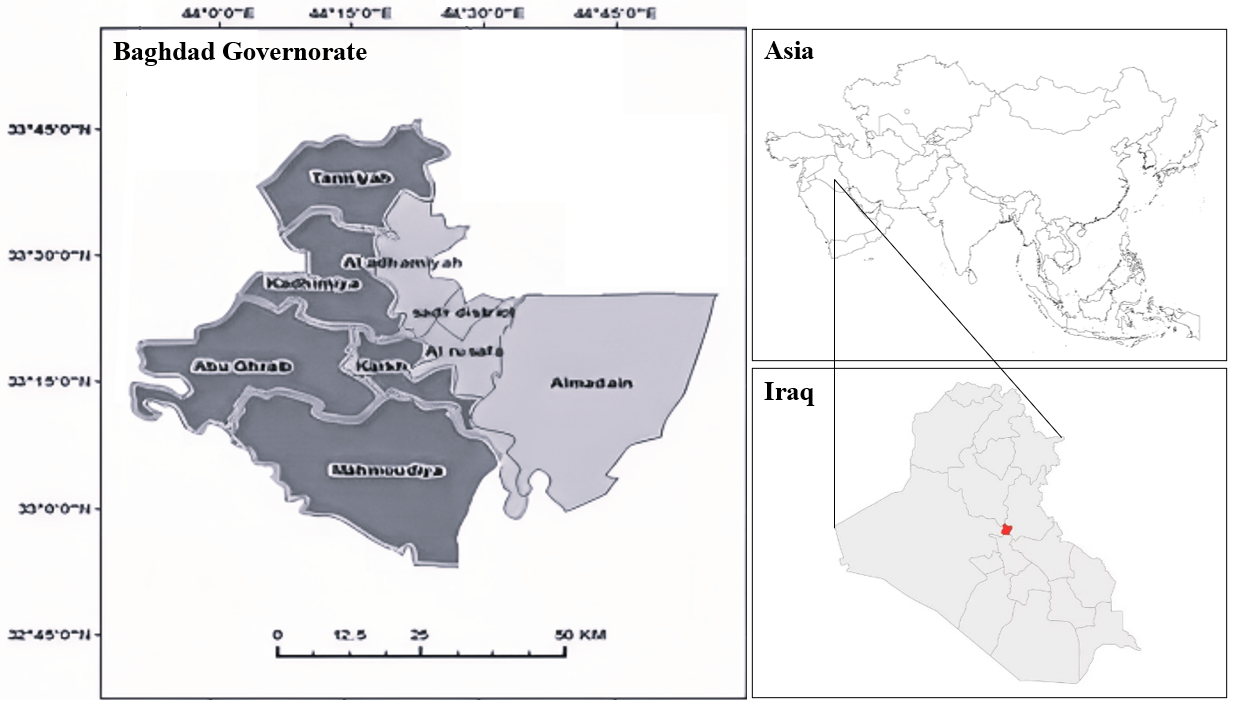 44°0'0"E 44°15'0"E 44°30'0"E 44°45'0"E
Baghdad Governorate
33°45'0"N
33°30'0"N
33°15'0"N
33°0'0"N
32°45'0"N
Al adhamiyah
Kadhimiya
sadr district
Al rusafa
Abu Ghraib
Karkh
Almadain
Mahmoudiya
0 12.5 25 50 KM
Asia
Iraq